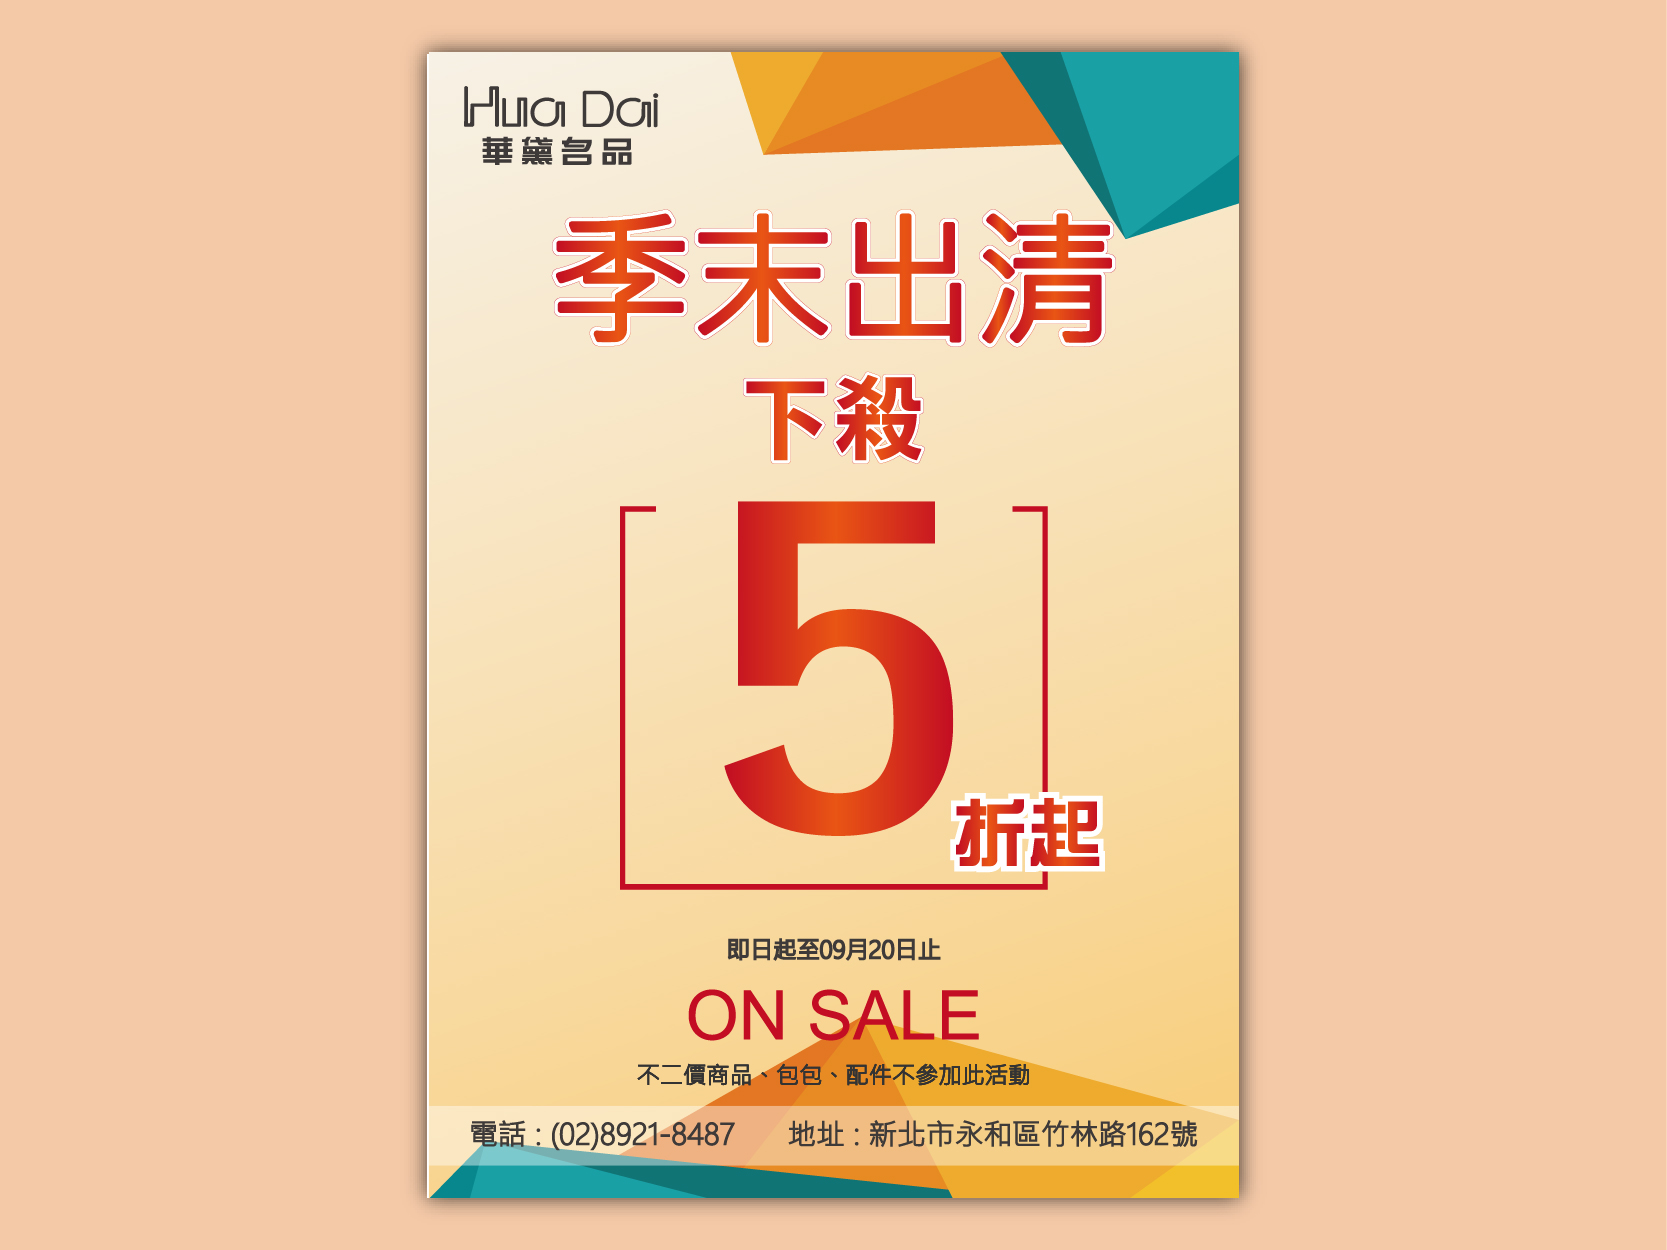 Hua Dai
華黛名品
季末出清
下殺
5
折起
即日起至09月20日止
ON SALE
不二價商品、包包、配件不參加此活動
電話 : (02)8921-8487 地址 : 新北市永和區竹林路162號